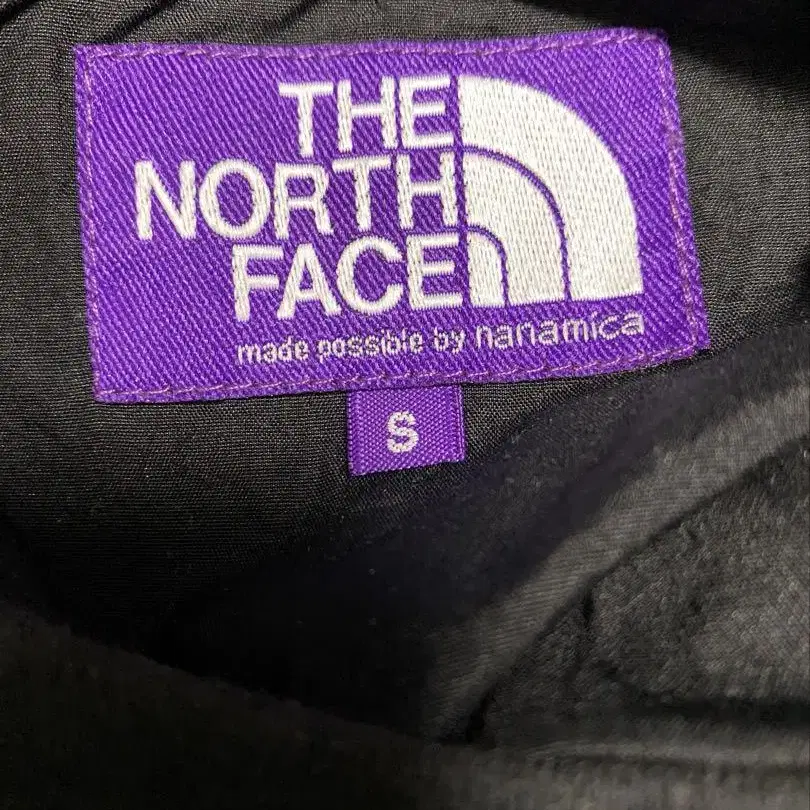 THE
NORTH
FACE
made possible by nanamica
S